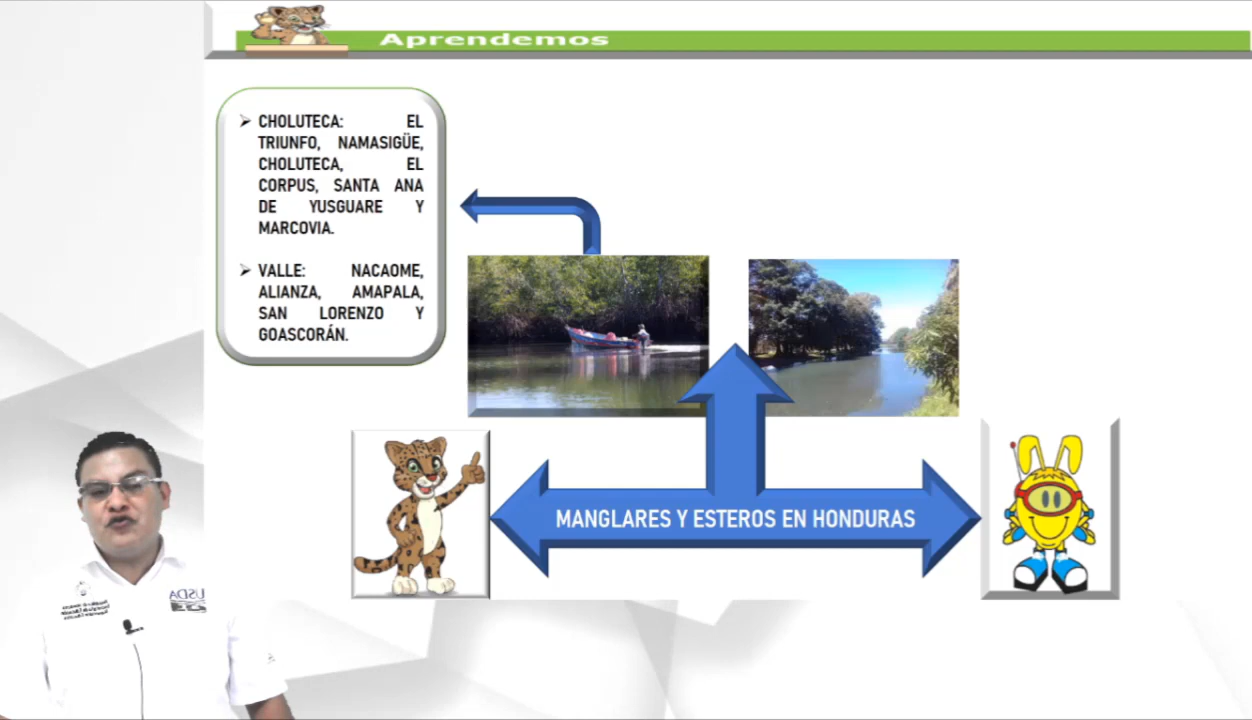 Aprendemos
➢ CHOLUTECA: EL
TRIUNFO, NAMASIGÜE,
CHOLUTECA, EL
CORPUS, SANTA ANA
DE YUSGUARE Y
MARCOVIA.
➢ VALLE: NACAOME,
ALIANZA, AMAPALA,
SAN LORENZO Y
GOASCORÁN.
MANGLARES Y ESTEROS EN HONDURAS
USDA